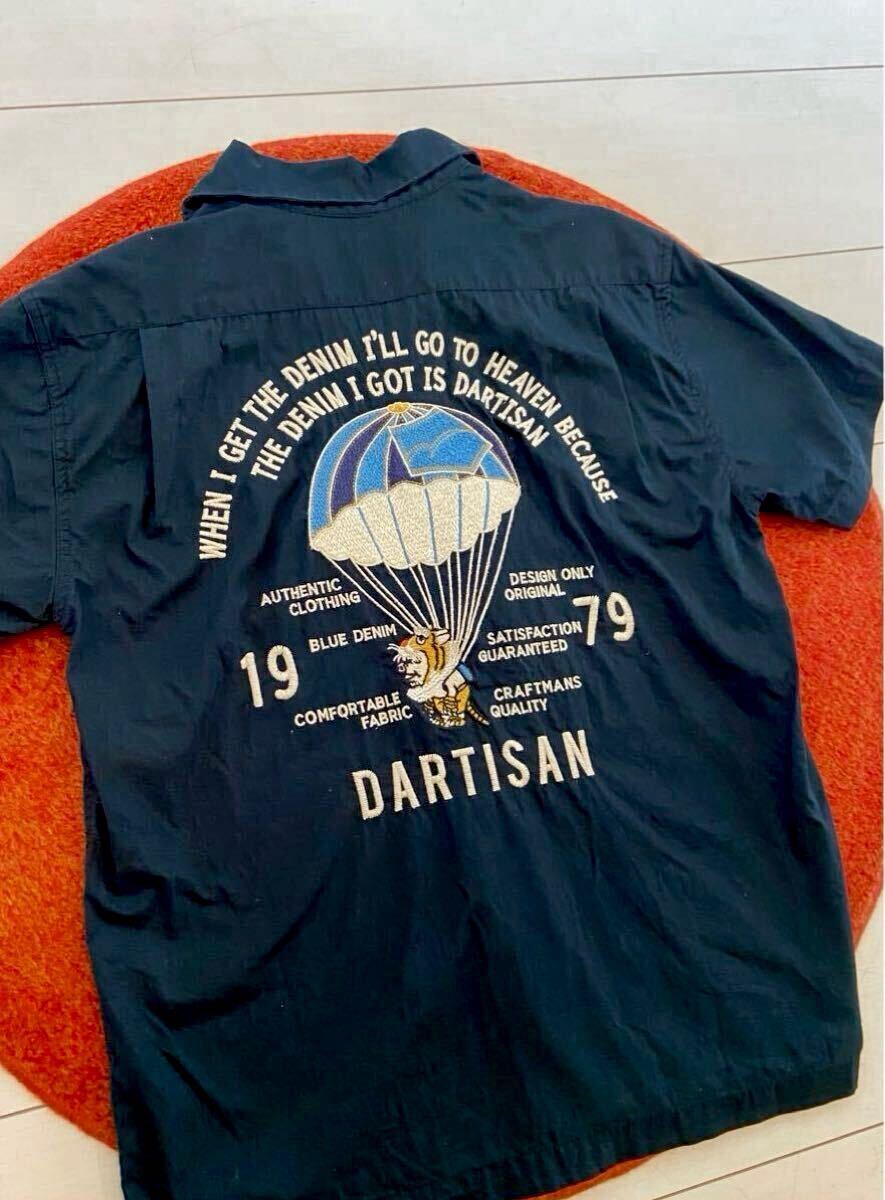 WHEN I GET THE DENIM I'LL GO TO HEAVEN BECAUSE
THE DENIM I GOT IS DARTISAN
AUTHENTIC
CLOTHING
DESIGN ONLY
ORIGINAL
19
BLUE DENIM
SATISFACTION
GUARANTEED
79
COMFORTABLE
FABRIC
CRAFTMANS
QUALITY
DARTISAN